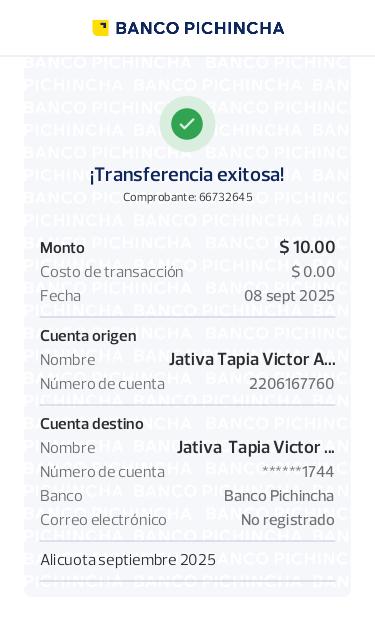 BANCO PICHINCHA
¡Transferencia exitosa!
Comprobante: 66732645
Monto $ 10.00
Costo de transacción $ 0.00
Fecha 08 sept 2025
Cuenta origen
Nombre Jativa Tapia Victor A...
Número de cuenta 2206167760
Cuenta destino
Nombre Jativa Tapia Victor ...
Número de cuenta ******1744
Banco Banco Pichincha
Correo electrónico No registrado
Alicuota septiembre 2025